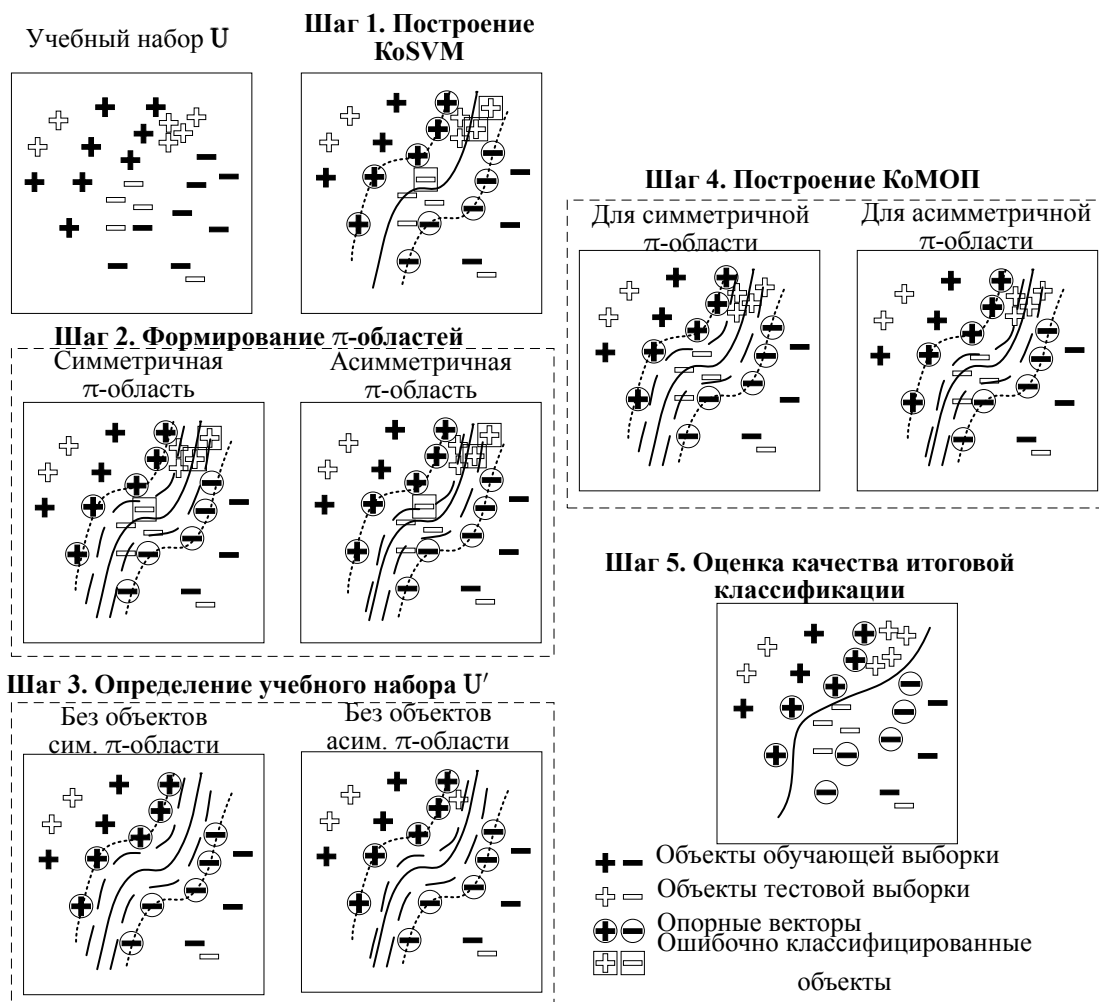 Учебный набор U
Шаг 1. Построение
КоSVM
Шаг 2. Формирование π-областей
Симметричная
π-область
Асимметричная
π-область
Шаг 3. Определение учебного набора U′
Без объектов
сим. π-области
Без объектов
асим. π-области
Шаг 4. Построение КоМОП
Для симметричной
π-области
Для асимметричной
π-области
Шаг 5. Оценка качества итоговой
классификации
Объекты обучающей выборки
Объекты тестовой выборки
Опорные векторы
Ошибочно классифицированные
объекты